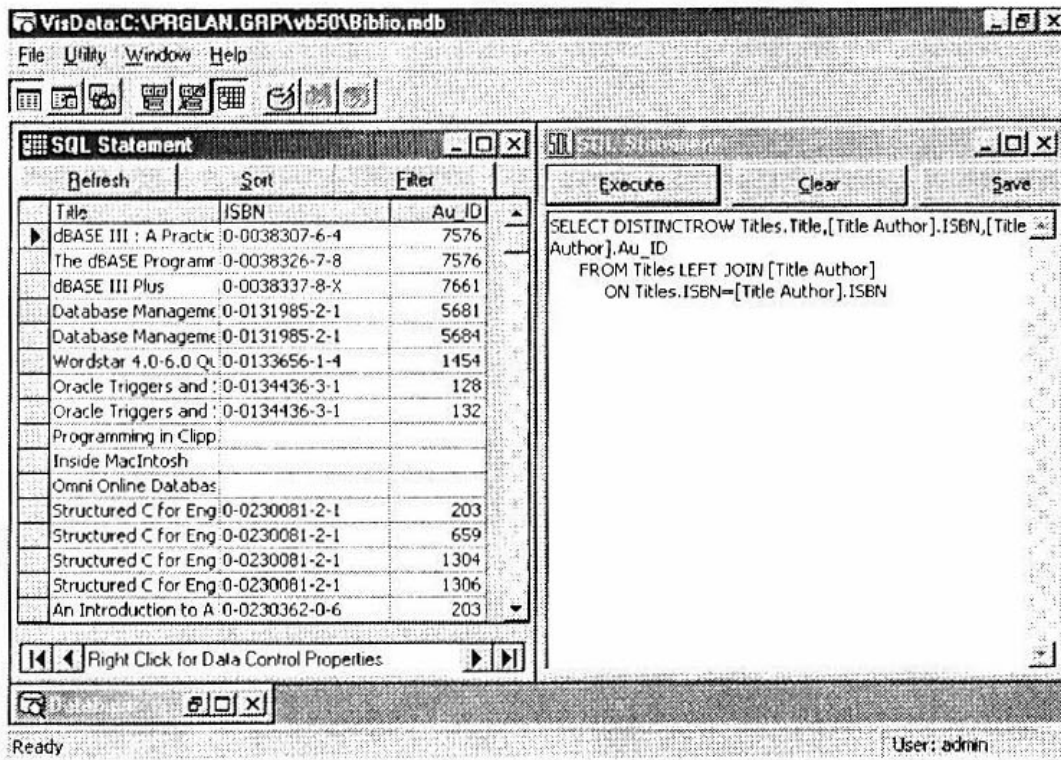 VisData:C:\PRGLAN.GRP\vb50\Biblio.mdb
File Utility Window Help
SQL Statement
Refresh Sort Filter
Title ISBN Au_ID
dBASE III : A Practic 0-0038307-6-4 7576
The dBASE Programr 0-0038326-7-8 7576
dBASE III Plus 0-0038337-8-X 7661
Database Manageme 0-0131985-2-1 5681
Database Manageme 0-0131985-2-1 5684
Wordstar 4.0-6.0 Qu 0-0133656-1-4 1454
Oracle Triggers and 0-0134436-3-1 128
Oracle Triggers and 0-0134436-3-1 132
Programming in Clipp
Inside MacIntosh
Omni Online Databas
Structured C for Eng 0-0230081-2-1 203
Structured C for Eng 0-0230081-2-1 659
Structured C for Eng 0-0230081-2-1 1304
Structured C for Eng 0-0230081-2-1 1306
An Introduction to A 0-0230362-0-6 203
Right Click for Data Control Properties
SQL SQL Statement
Execute Clear Save
SELECT DISTINCTROW Titles.Title,[Title Author].ISBN,[Title
Author].Au_ID
FROM Titles LEFT JOIN [Title Author]
ON Titles.ISBN=[Title Author].ISBN
Ready User: admin